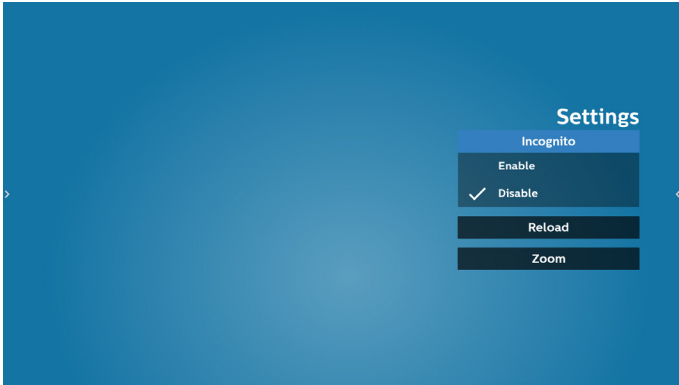 Settings
Incognito
Enable
Disable
Reload
Zoom